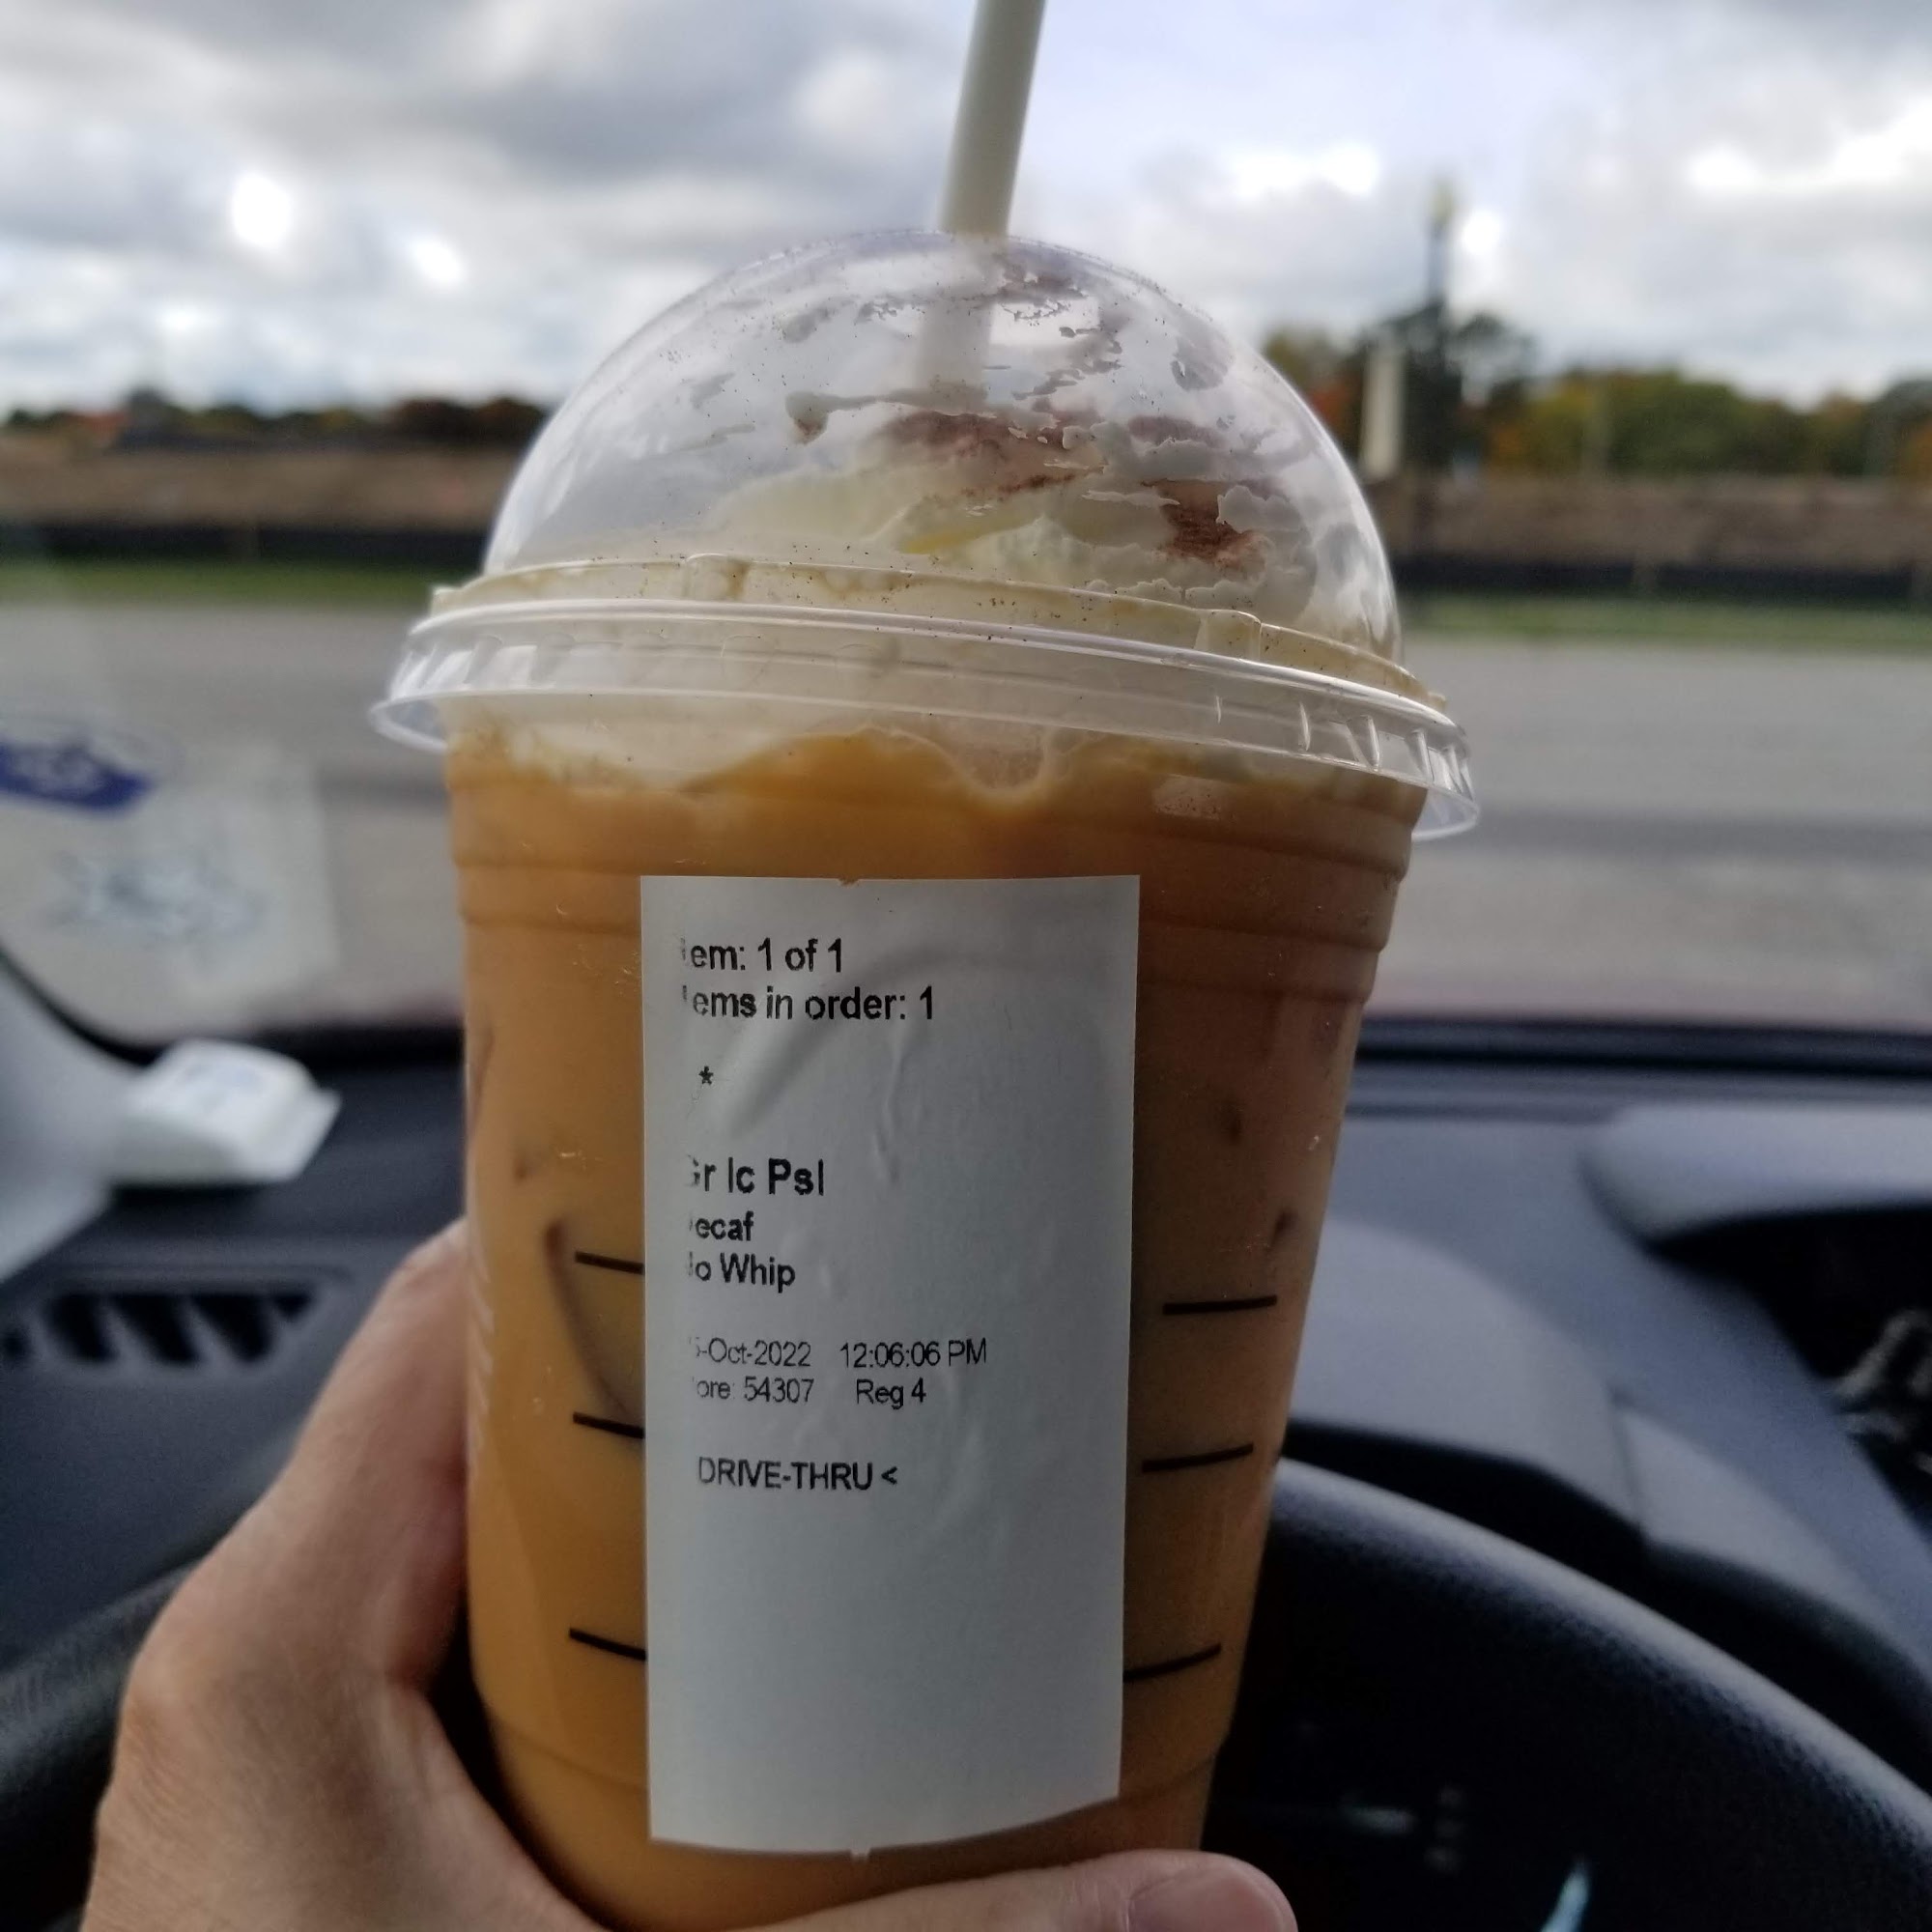 em: 1 of 1
ems in order: 1
*
Gr Ic Psl
ecaf
o Whip
5-Oct-2022 12:06:06 PM
ore: 54307 Reg 4
DRIVE-THRU <